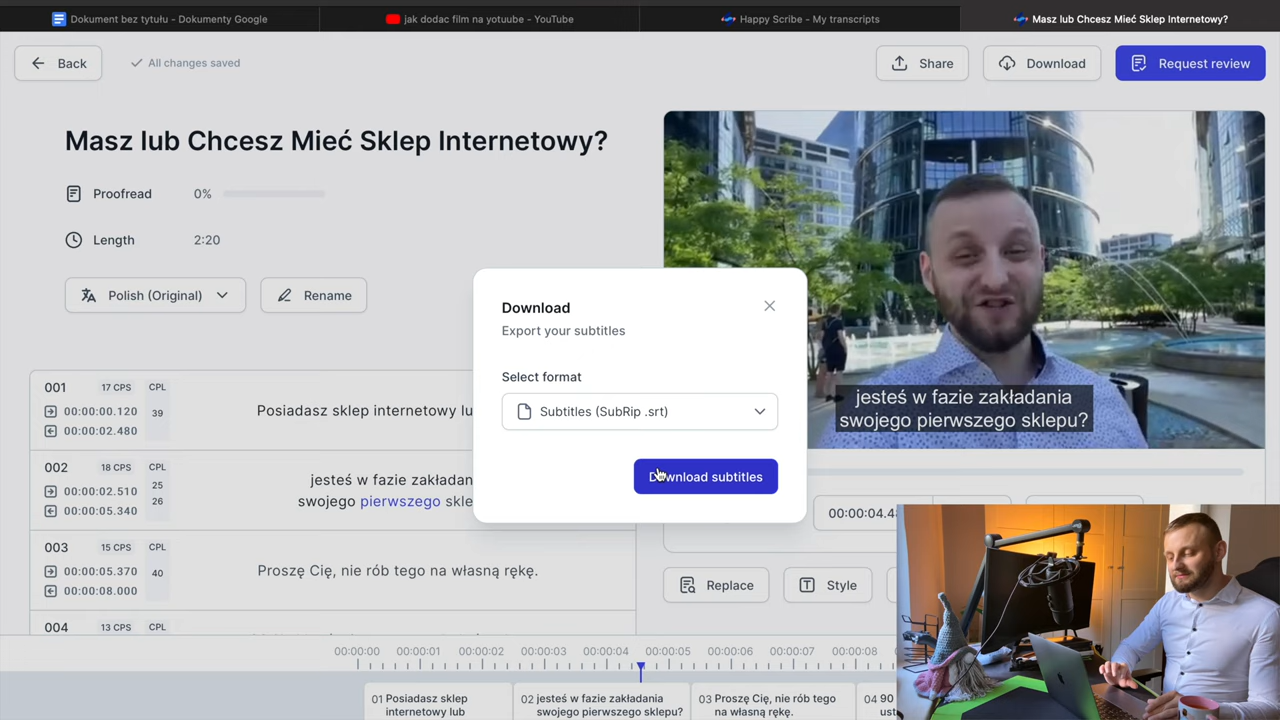 Dokument bez tytułu - Dokumenty Google
jak dodac film na yotuube - YouTube
Happy Scribe - My transcripts
Masz lub Chcesz Mieć Sklep Internetowy?
Back
All changes saved
Share
Download
Request review
Masz lub Chcesz Mieć Sklep Internetowy?
Proofread 0%
Length 2:20
Polish (Original)
Rename
001 17 CPS CPL
00:00:00.120 39
00:00:02.480
Posiadasz sklep internetowy lu
002 18 CPS CPL
00:00:02.510 25
00:00:05.340 26
jesteś w fazie zakładan
swojego pierwszego skle
003 15 CPS CPL
00:00:05.370 40
00:00:08.000
Proszę Cię, nie rób tego na własną rękę.
004 13 CPS CPL
Download
Export your subtitles
Select format
Subtitles (SubRip .srt)
Download subtitles
jesteś w fazie zakładania
swojego pierwszego sklepu?
00:00:04.4
Replace
Style
00:00:00 00:00:01 00:00:02 00:00:03 00:00:04 00:00:05 00:00:06 00:00:07 00:00:08
01 Posiadasz sklep
internetowy lub
02 jesteś w fazie zakładania
swojego pierwszego sklepu?
03 Proszę Cię, nie rób tego
na własną rękę.
04 90
ust